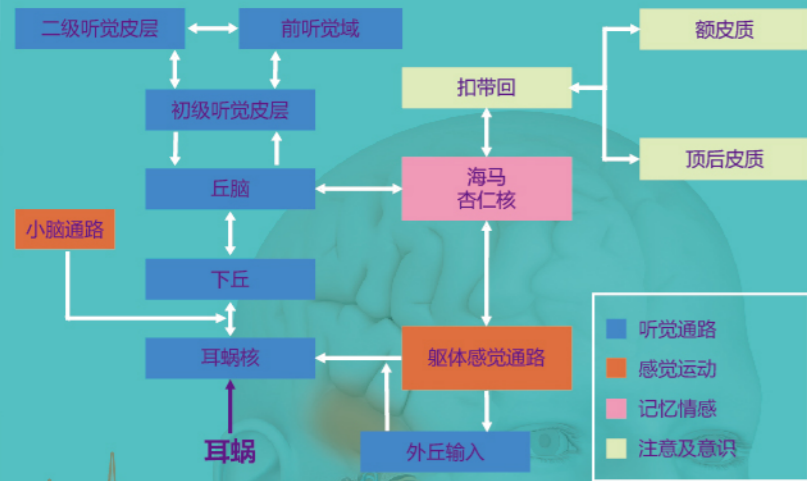 二级听觉皮层
前听觉域
额皮质
扣带回
初级听觉皮层
顶后皮质
丘脑
海马
杏仁核
小脑通路
下丘
听觉通路
耳蜗核
躯体感觉通路
感觉运动
记忆情感
耳蜗
外丘输入
注意及意识